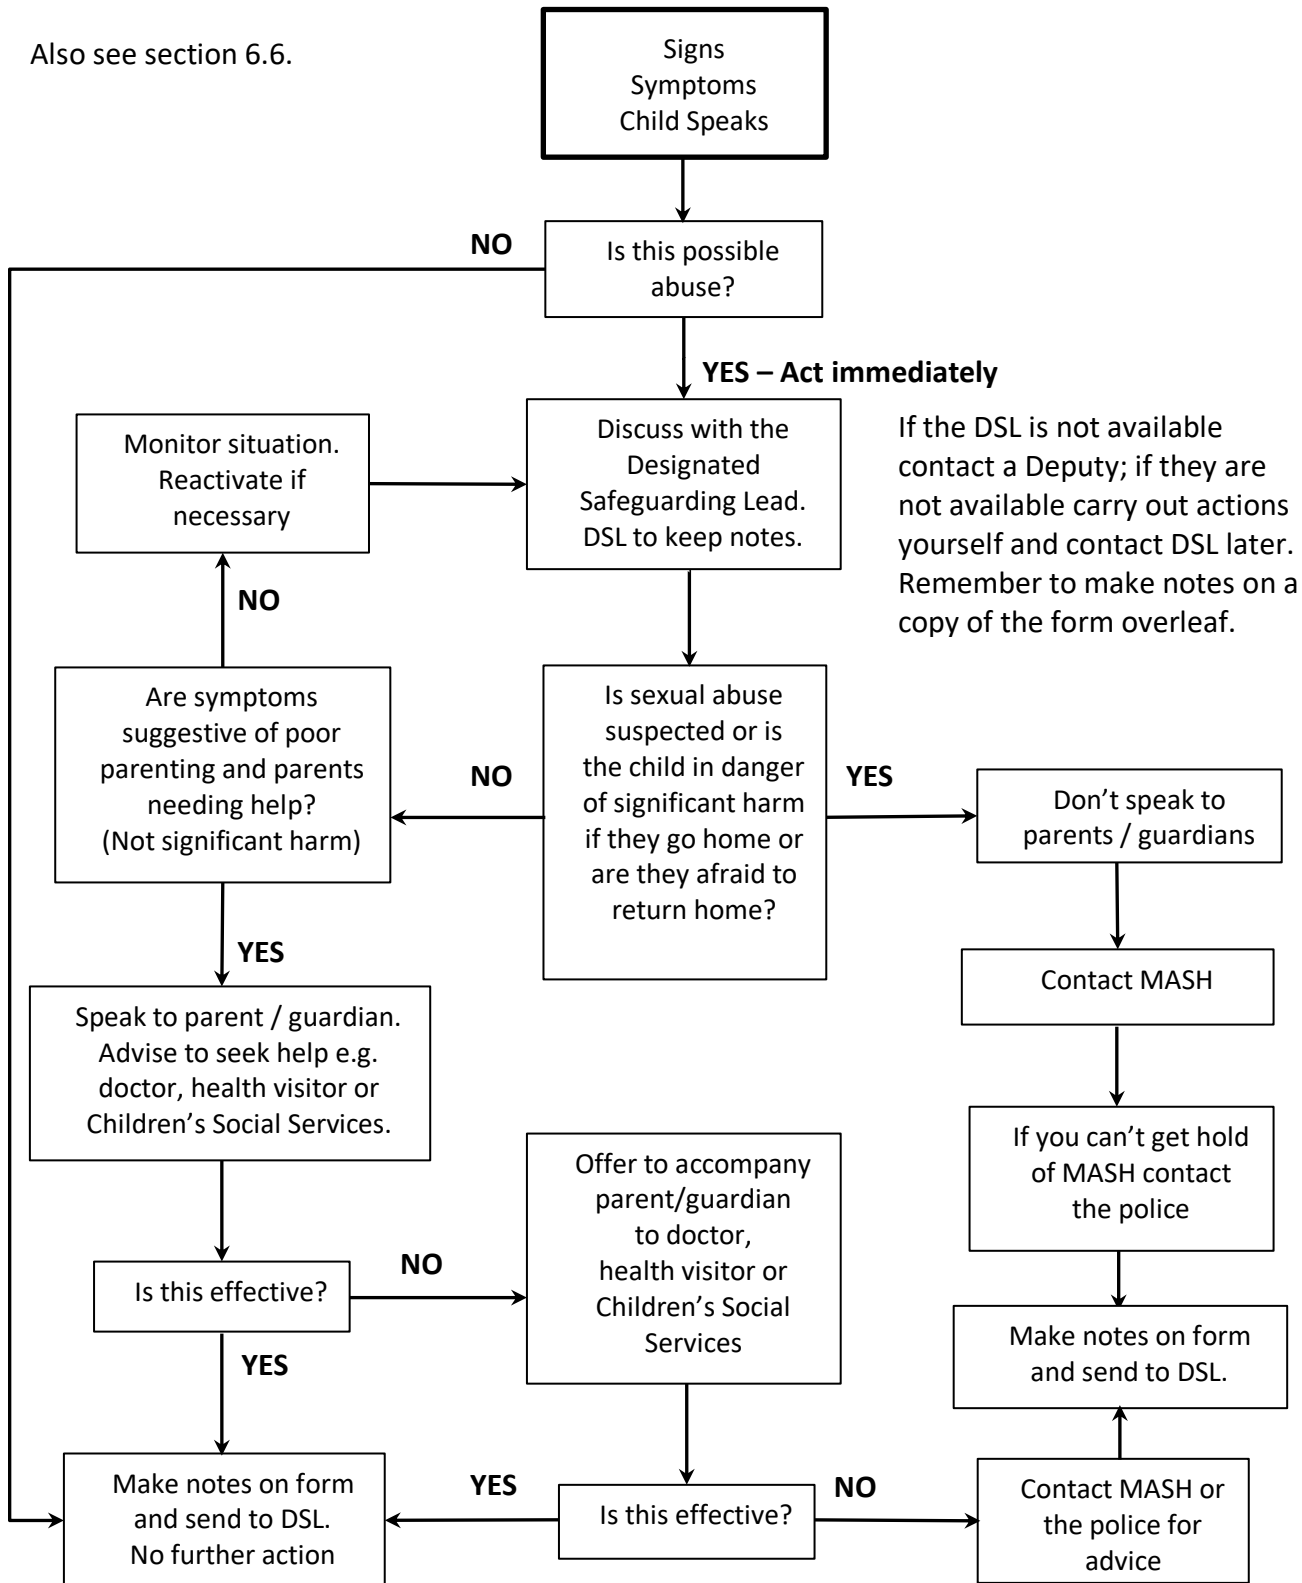 Also see section 6.6.
Signs
Symptoms
Child Speaks
NO
Is this possible
abuse?
YES – Act immediately
Monitor situation.
Reactivate if
necessary
Discuss with the
Designated
Safeguarding Lead.
DSL to keep notes.
If the DSL is not available
contact a Deputy; if they are
not available carry out actions
yourself and contact DSL later.
Remember to make notes on a
copy of the form overleaf.
NO
Are symptoms
suggestive of poor
parenting and parents
needing help?
(Not significant harm)
NO
Is sexual abuse
suspected or is
the child in danger
of significant harm
if they go home or
are they afraid to
return home?
YES
Don’t speak to
parents / guardians
YES
Contact MASH
Speak to parent / guardian.
Advise to seek help e.g.
doctor, health visitor or
Children’s Social Services.
If you can’t get hold
of MASH contact
the police
Offer to accompany
parent/guardian
to doctor,
health visitor or
Children’s Social
Services
Is this effective?
NO
Make notes on form
and send to DSL.
YES
Make notes on form
and send to DSL.
No further action
YES
Is this effective?
NO
Contact MASH or
the police for
advice